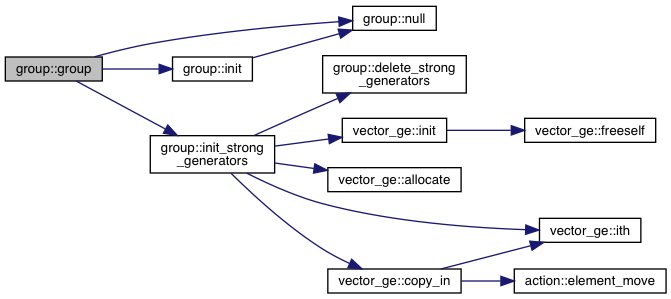 group::group
group::null
group::init
group::delete_strong
_generators
group::init_strong
_generators
vector_ge::init
vector_ge::freeself
vector_ge::allocate
vector_ge::ith
vector_ge::copy_in
action::element_move